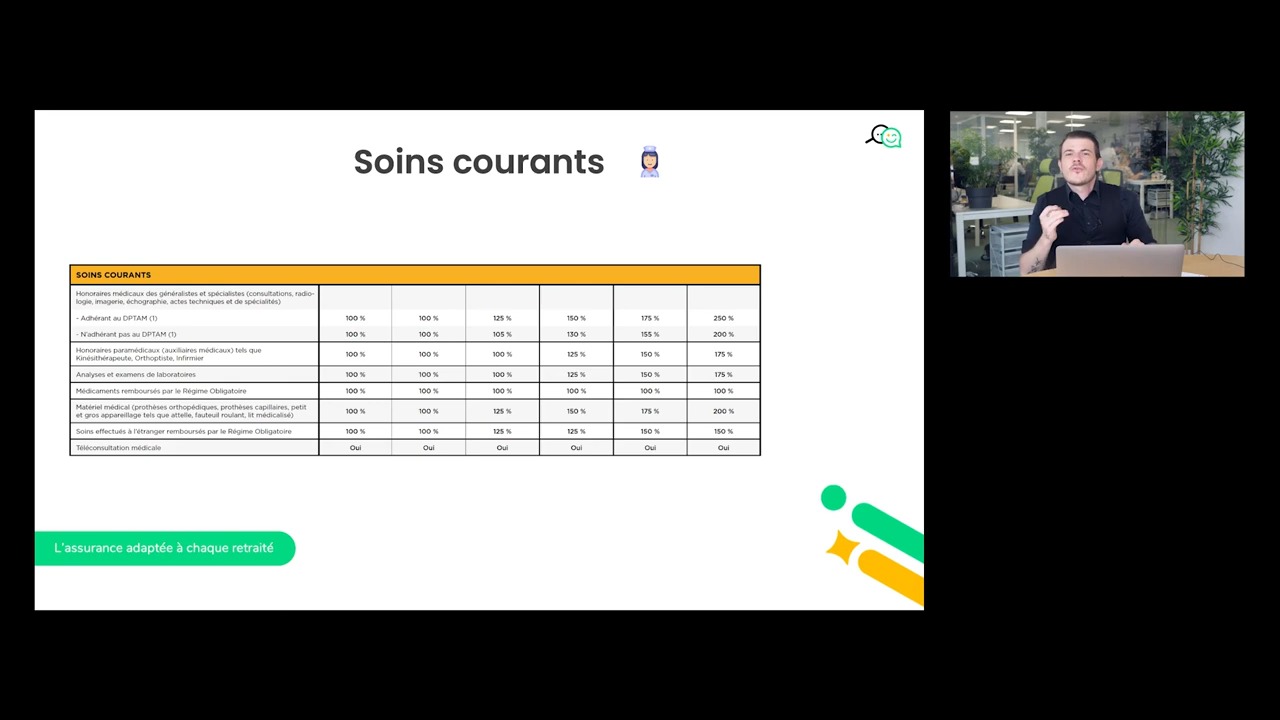 Soins courants
SOINS COURANTS
Honoraires médicaux des généralistes et spécialistes (consultations, radio-
logie, imagerie, échographie, actes techniques et de spécialités)
- Adhérant au DPTAM (1) 100 % 100 % 125 % 150 % 175 % 250 %
- N'adhérant pas au DPTAM (1) 100 % 100 % 105 % 130 % 155 % 200 %
Honoraires paramédicaux (auxiliaires médicaux) tels que
Kinésithérapeute, Orthoptiste, Infirmier 100 % 100 % 100 % 125 % 150 % 175 %
Analyses et examens de laboratoires 100 % 100 % 100 % 125 % 150 % 175 %
Médicaments remboursés par le Régime Obligatoire 100 % 100 % 100 % 100 % 100 % 100 %
Matériel médical (prothèses orthopédiques, prothèses capillaires, petit
et gros appareillage tels que attelle, fauteuil roulant, lit médicalisé) 100 % 100 % 125 % 150 % 175 % 200 %
Soins effectués à l'étranger remboursés par le Régime Obligatoire 100 % 100 % 125 % 125 % 150 % 150 %
Téléconsultation médicale Oui Oui Oui Oui Oui Oui
L'assurance adaptée à chaque retraité